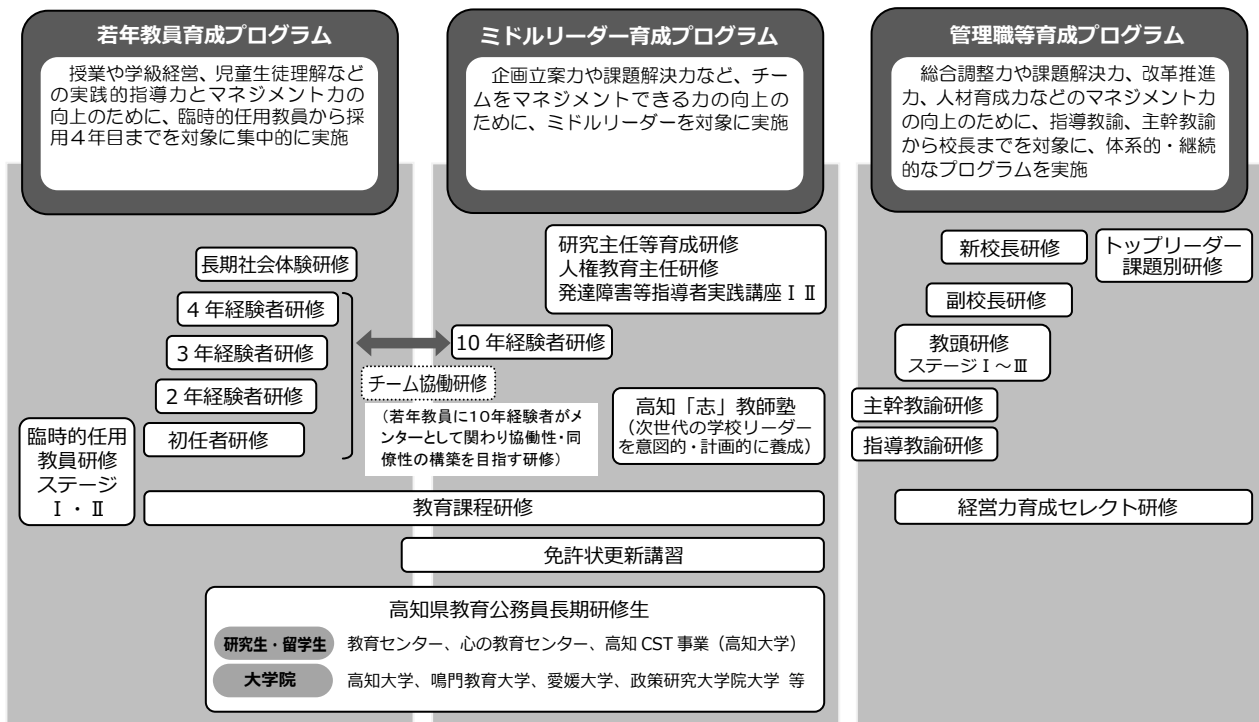 若年教員育成プログラム
授業や学級経営、児童生徒理解など
の実践的指導力とマネジメント力の
向上のために、臨時的任用教員から採
用４年目までを対象に集中的に実施
ミドルリーダー育成プログラム
企画立案力や課題解決力など、チー
ムをマネジメントできる力の向上の
ために、ミドルリーダーを対象に実施
管理職等育成プログラム
総合調整力や課題解決力、改革推進
力、人材育成力などのマネジメント力
の向上のために、指導教諭、主幹教諭
から校長までを対象に、体系的・継続
的なプログラムを実施
長期社会体験研修
４年経験者研修
３年経験者研修
２年経験者研修
初任者研修
臨時的任用
教員研修
ステージ
Ⅰ・Ⅱ
研究主任等育成研修
人権教育主任研修
発達障害等指導者実践講座ⅠⅡ
10 年経験者研修
チーム協働研修
（若年教員に１０年経験者がメ
ンターとして関わり協働性・同
僚性の構築を目指す研修）
高知「志」教師塾
（次世代の学校リーダー
を意図的・計画的に養成）
新校長研修
トップリーダー
課題別研修
副校長研修
教頭研修
ステージⅠ～Ⅲ
主幹教諭研修
指導教諭研修
教育課程研修
経営力育成セレクト研修
免許状更新講習
高知県教育公務員長期研修生
研究生・留学生 教育センター、心の教育センター、高知 CST 事業（高知大学）
大学院 高知大学、鳴門教育大学、愛媛大学、政策研究大学院大学 等